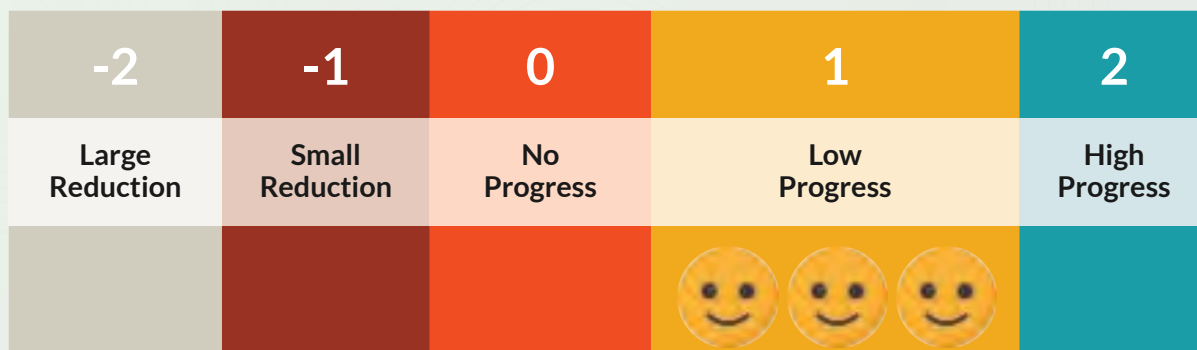 -2 -1 0 1 2
Large Small No Low High
Reduction Reduction Progress Progress Progress